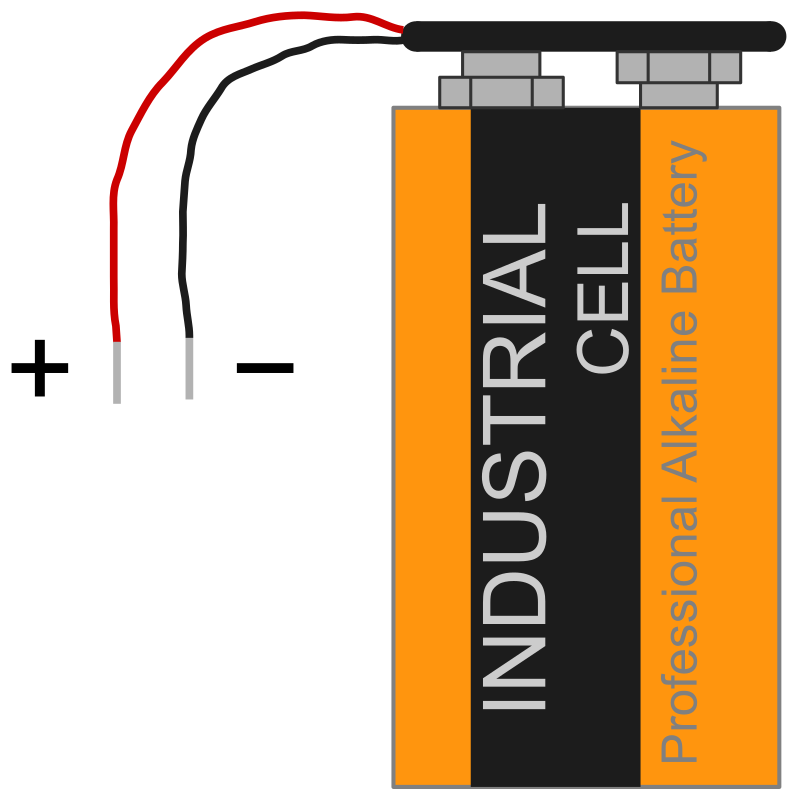 +
−
INDUSTRIAL
CELL
Professional Alkaline Battery